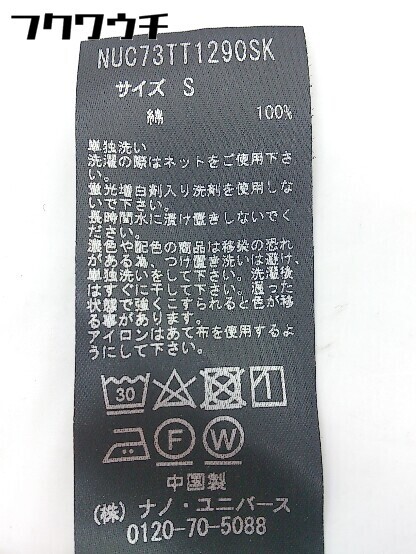 フクワウチ
NUC73TT1290SK
サイズ S
綿 100%
単独洗い
洗濯の際はネットをご使用下さ
い。
蛍光増白剤入り洗剤を使用しな
いで下さい。
長時間水に漬け置きしないでく
ださい。
濃色や配色の商品は移染の恐れ
がある為、つけ置き洗いは避け、
単独洗いをして下さい。洗濯後
はすぐに干して下さい。湿った
状態で強くこすられると色が移
る事があります。
アイロンはあて布を使用するよ
うにして下さい。
30
F W
中国製
(株) ナノ・ユニバース
0120-70-5088